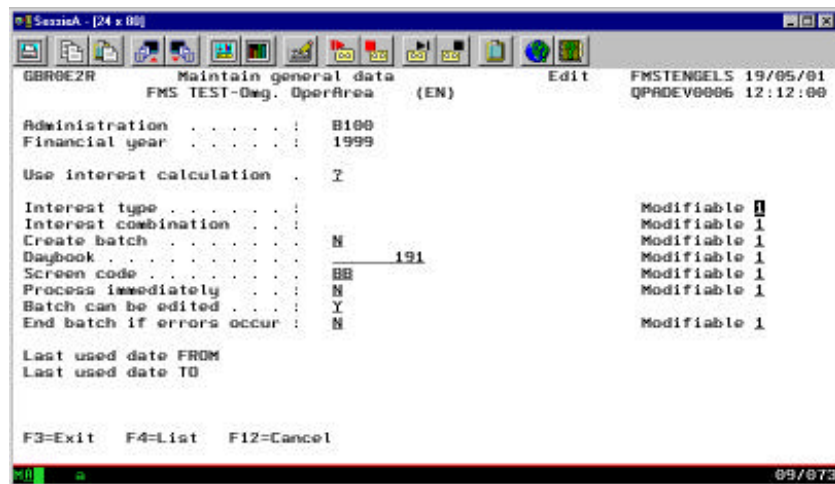 SessieA - [24 x 80]
GBR0E2R Maintain general data Edit FMSTENGELS 19/05/01
FMS TEST-Omg. OperArea (EN) QPADEV0006 12:12:00
Administration . . . . . : B100
Financial year . . . . . : 1999
Use interest calculation . ?
Interest type . . . . . . : Modifiable 1
Interest combination . . : Modifiable 1
Create batch . . . . . . . N Modifiable 1
Daybook . . . . . . . . . . 191 Modifiable 1
Screen code . . . . . . . . BB Modifiable 1
Process immediately . . : N Modifiable 1
Batch can be edited . . . : Y
End batch if errors occur : N Modifiable 1
Last used date FROM
Last used date TO
F3=Exit F4=List F12=Cancel
MA a 09/073